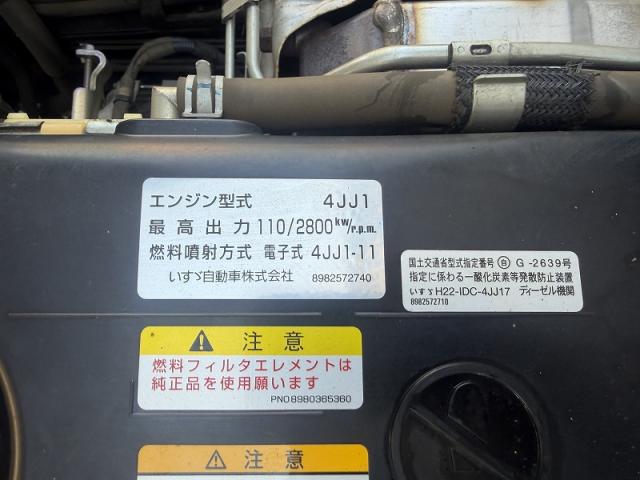 エンジン型式 4JJ1
最高出力 110/2800kw/r.p.m.
燃料噴射方式 電子式 4JJ1-11
いすゞ自動車株式会社 8982572740
国土交通省型式指定番号 自 G-2639号
指定に係わる一酸化炭素等発散防止装置
いすゞH22-IDC-4JJ17 ディーゼル機関
8982572710
注意
燃料フィルタエレメントは
純正品を使用願います
PNO8980365360
注意